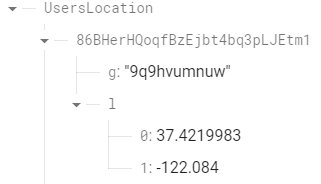 UsersLocation
86BHerHQoqfBzEjbt4bq3pLJEtm1
g: "9q9hvumnuw"
l
0: 37.4219983
1: -122.084